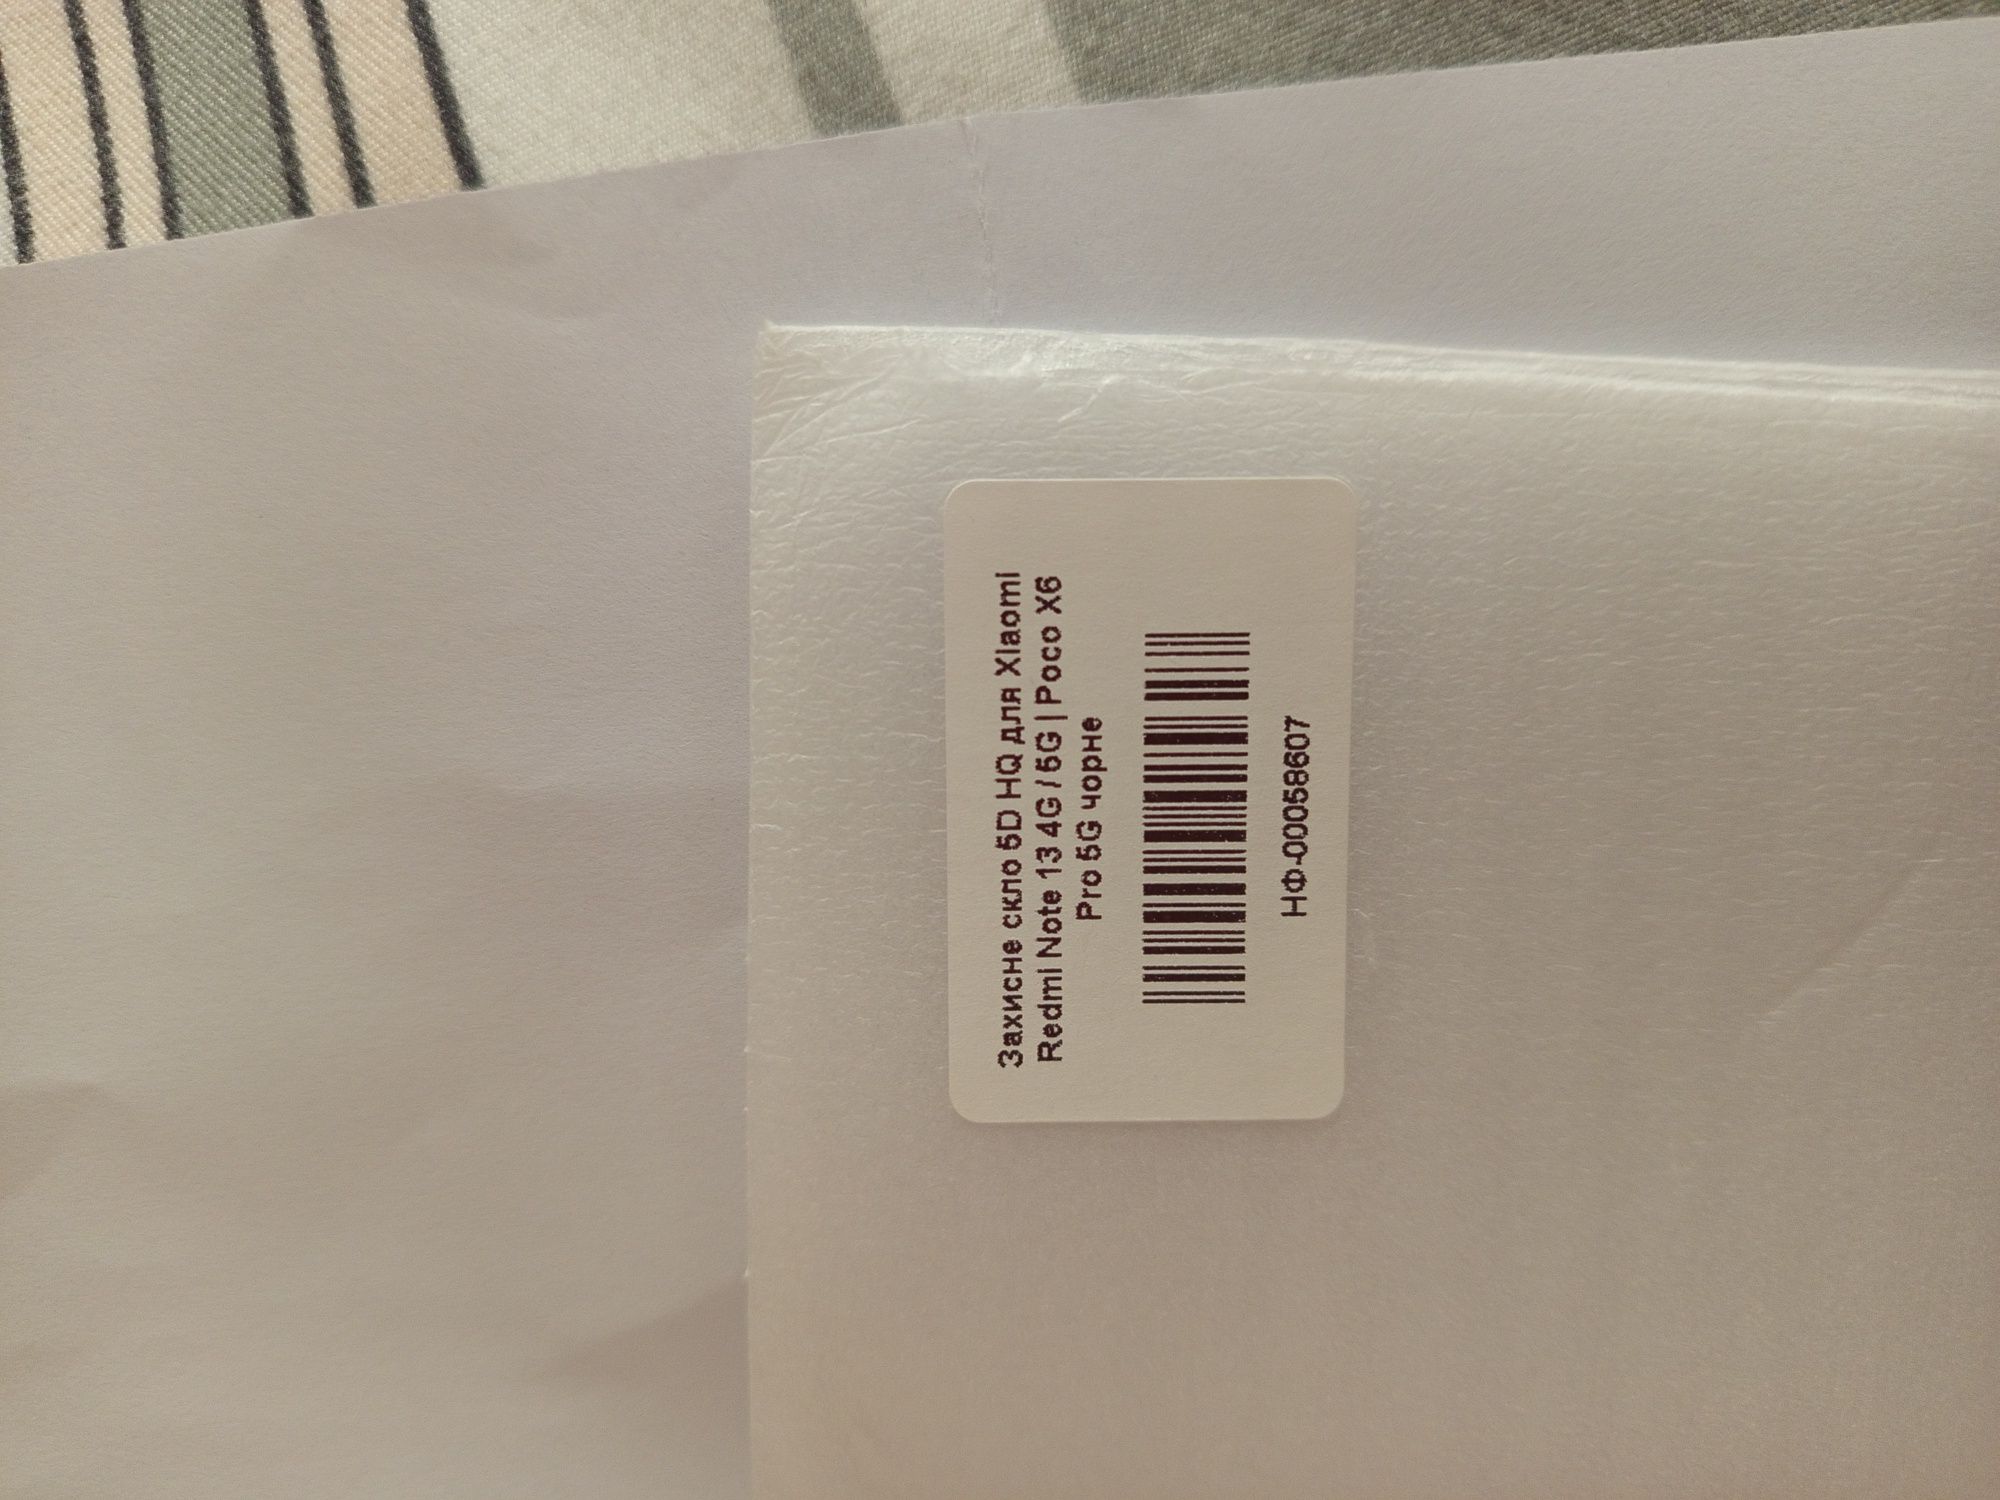 Захисне скло 5D HQ для Xiaomi
Redmi Note 13 4G / 5G | Poco X6
Pro 5G чорне
НФ-00058607